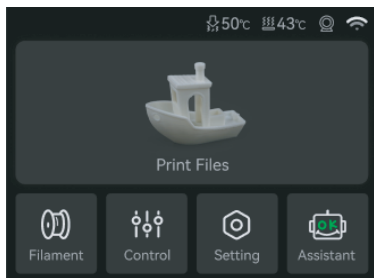 50℃ 43℃
Print Files
Filament Control Setting Assistant
OK